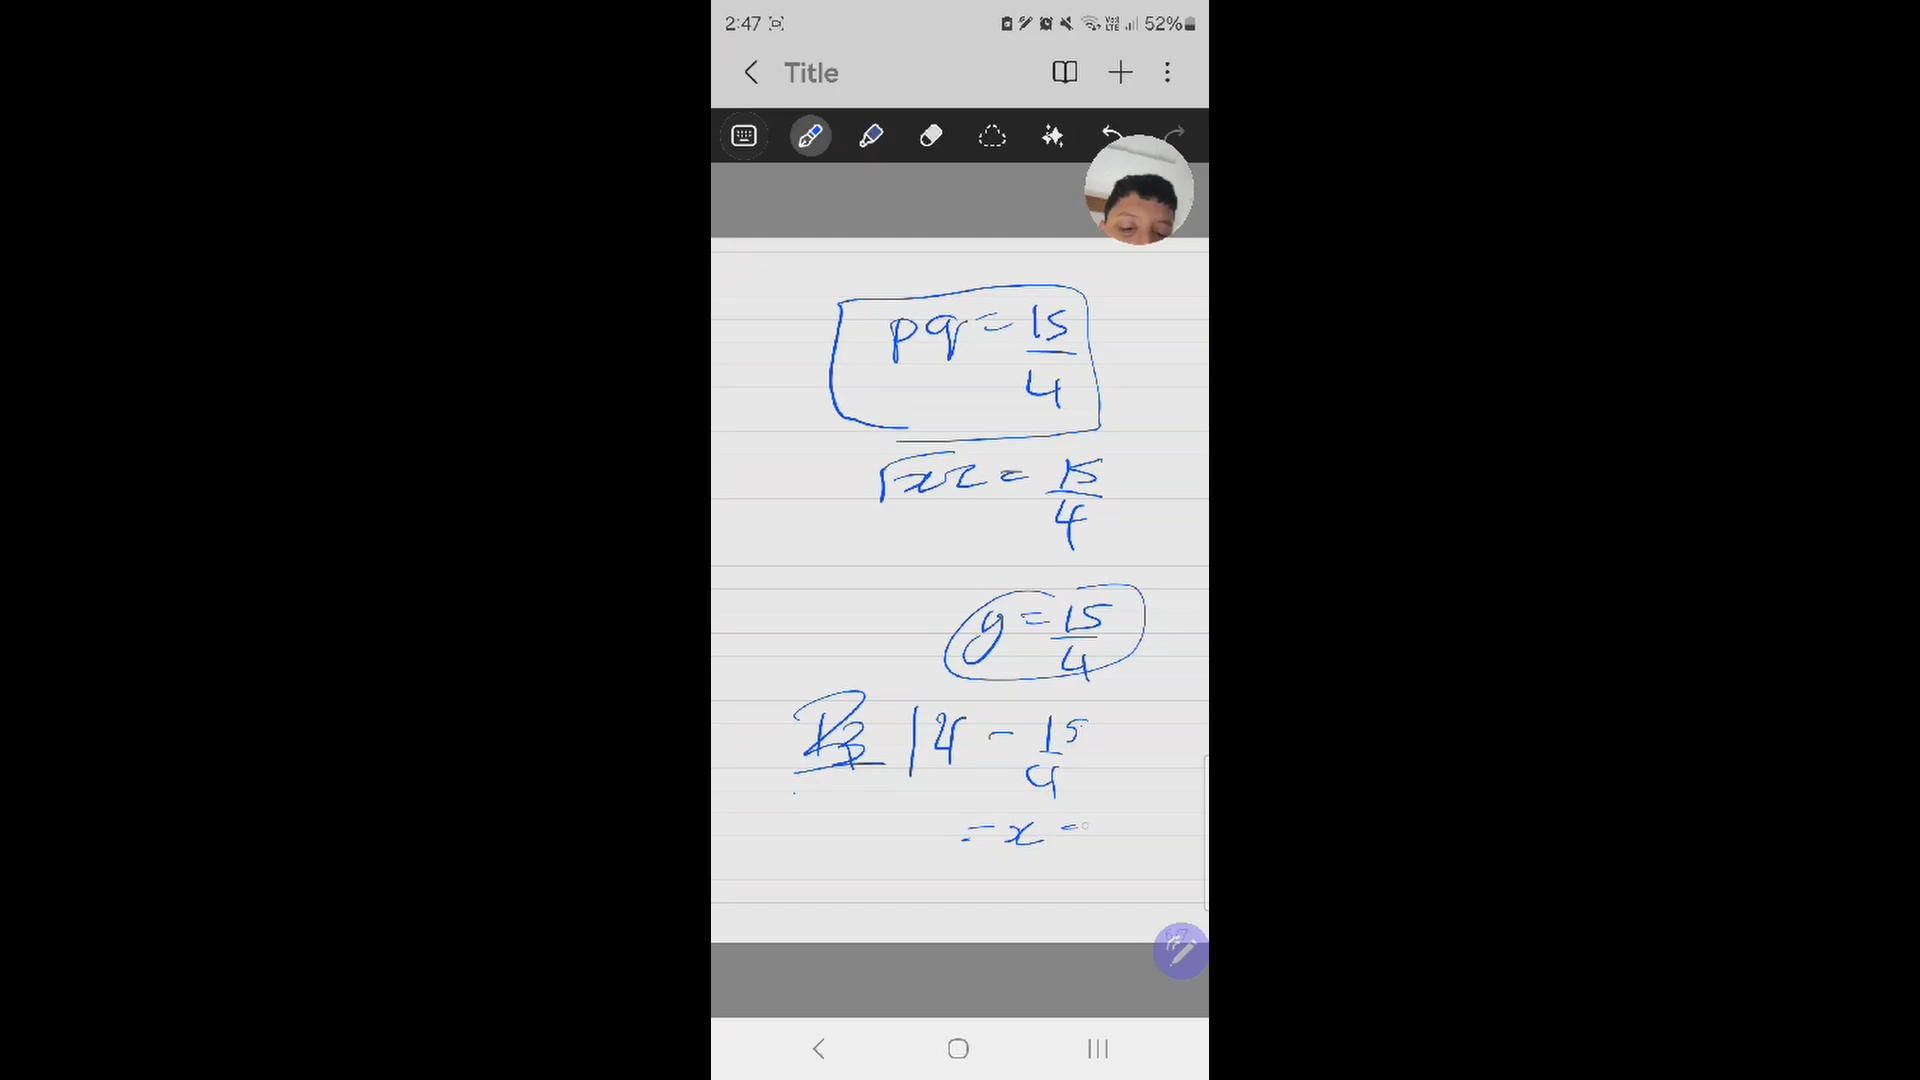 2:47 52%
Title
pq = 15/4
√xz = 15/4
y = 15/4
14 - 15/4
= x =